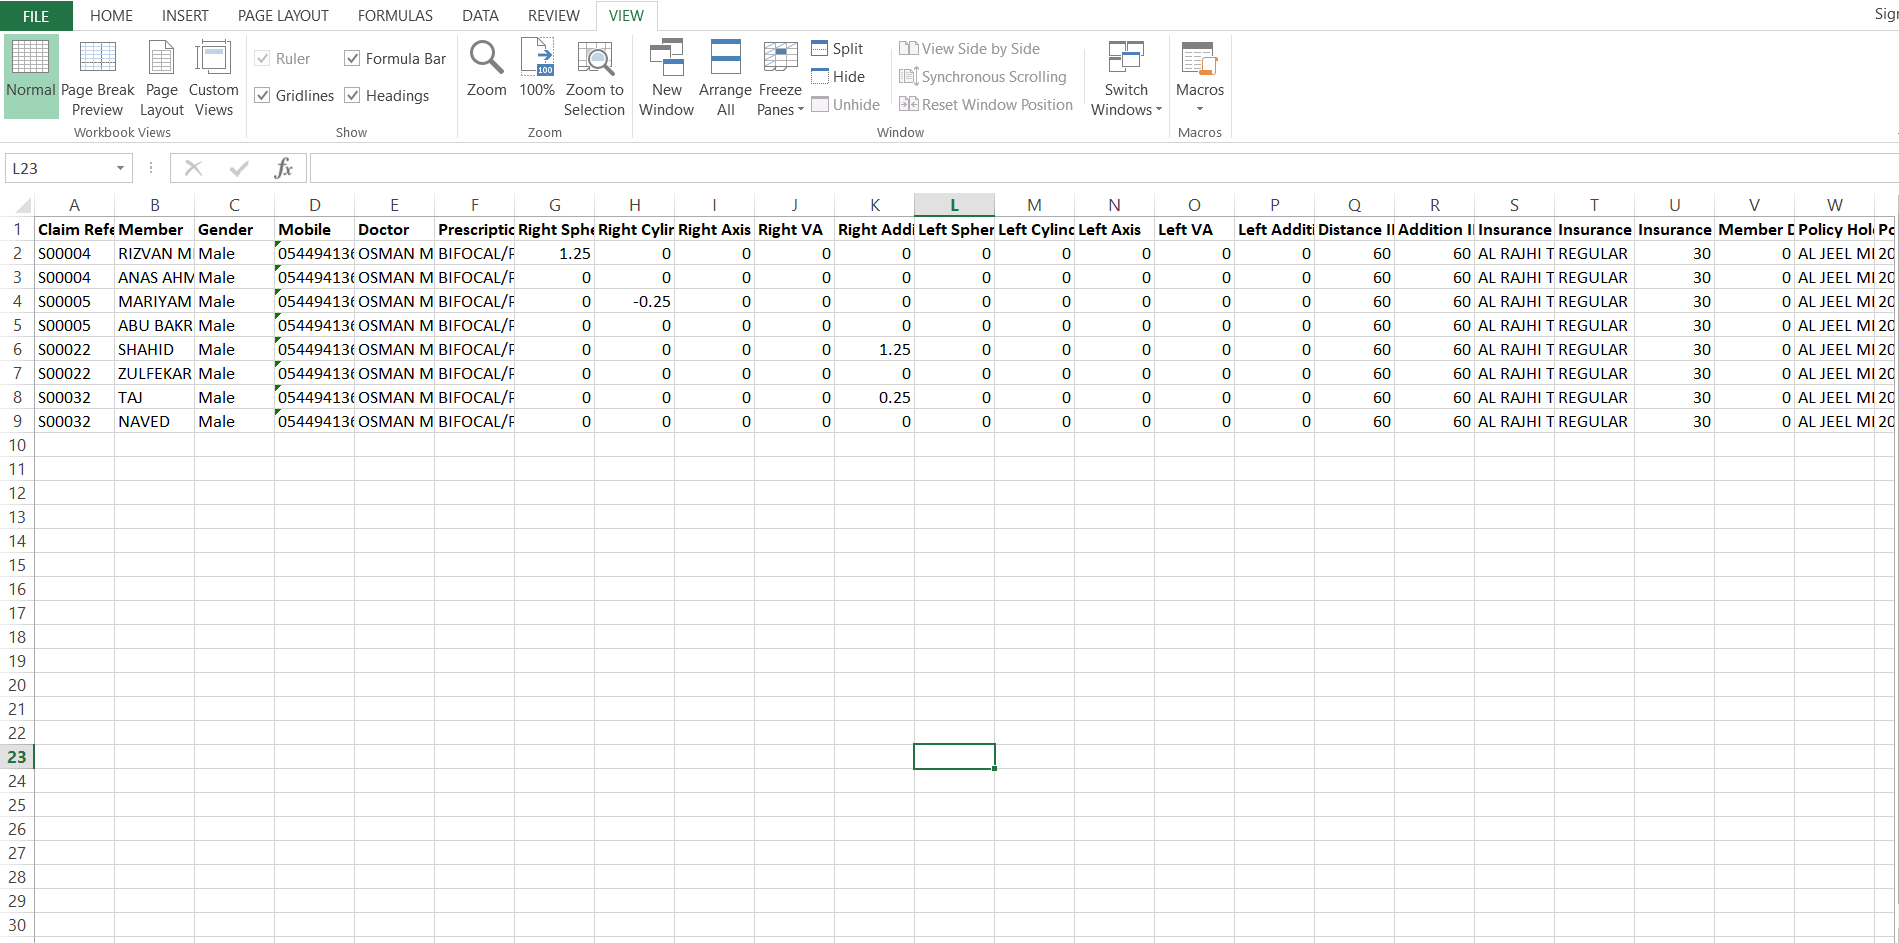 FILE HOME INSERT PAGE LAYOUT FORMULAS DATA REVIEW VIEW Sig
Normal Page Break Preview Page Layout Custom Views
Workbook Views
Ruler Formula Bar
Gridlines Headings
Show
Zoom 100% Zoom to Selection
Zoom
New Window Arrange All Freeze Panes
Split
Hide
Unhide
View Side by Side
Synchronous Scrolling
Reset Window Position
Switch Windows
Window
Macros
Macros
L23 fx
A B C D E F G H I J K L M N O P Q R S T U V W
1 Claim Refe Member Gender Mobile Doctor Prescriptio Right Sphe Right Cylir Right Axis Right VA Right Addi Left Spher Left Cylinc Left Axis Left VA Left Additi Distance I Addition I Insurance Insurance Insurance Member D Policy Hol Po
2 S00004 RIZVAN M Male 054494136 OSMAN M BIFOCAL/F 1.25 0 0 0 0 0 0 0 0 0 60 60 AL RAJHI T REGULAR 30 0 AL JEEL MI 20
3 S00004 ANAS AHM Male 054494136 OSMAN M BIFOCAL/F 0 0 0 0 0 0 0 0 0 0 60 60 AL RAJHI T REGULAR 30 0 AL JEEL MI 20
4 S00005 MARIYAM Male 054494136 OSMAN M BIFOCAL/F 0 -0.25 0 0 0 0 0 0 0 0 60 60 AL RAJHI T REGULAR 30 0 AL JEEL MI 20
5 S00005 ABU BAKR Male 054494136 OSMAN M BIFOCAL/F 0 0 0 0 0 0 0 0 0 0 60 60 AL RAJHI T REGULAR 30 0 AL JEEL MI 20
6 S00022 SHAHID Male 054494136 OSMAN M BIFOCAL/F 0 0 0 0 1.25 0 0 0 0 0 60 60 AL RAJHI T REGULAR 30 0 AL JEEL MI 20
7 S00022 ZULFEKAR Male 054494136 OSMAN M BIFOCAL/F 0 0 0 0 0 0 0 0 0 0 60 60 AL RAJHI T REGULAR 30 0 AL JEEL MI 20
8 S00032 TAJ Male 054494136 OSMAN M BIFOCAL/F 0 0 0 0 0.25 0 0 0 0 0 60 60 AL RAJHI T REGULAR 30 0 AL JEEL MI 20
9 S00032 NAVED Male 054494136 OSMAN M BIFOCAL/F 0 0 0 0 0 0 0 0 0 0 60 60 AL RAJHI T REGULAR 30 0 AL JEEL MI 20
10
11
12
13
14
15
16
17
18
19
20
21
22
23
24
25
26
27
28
29
30